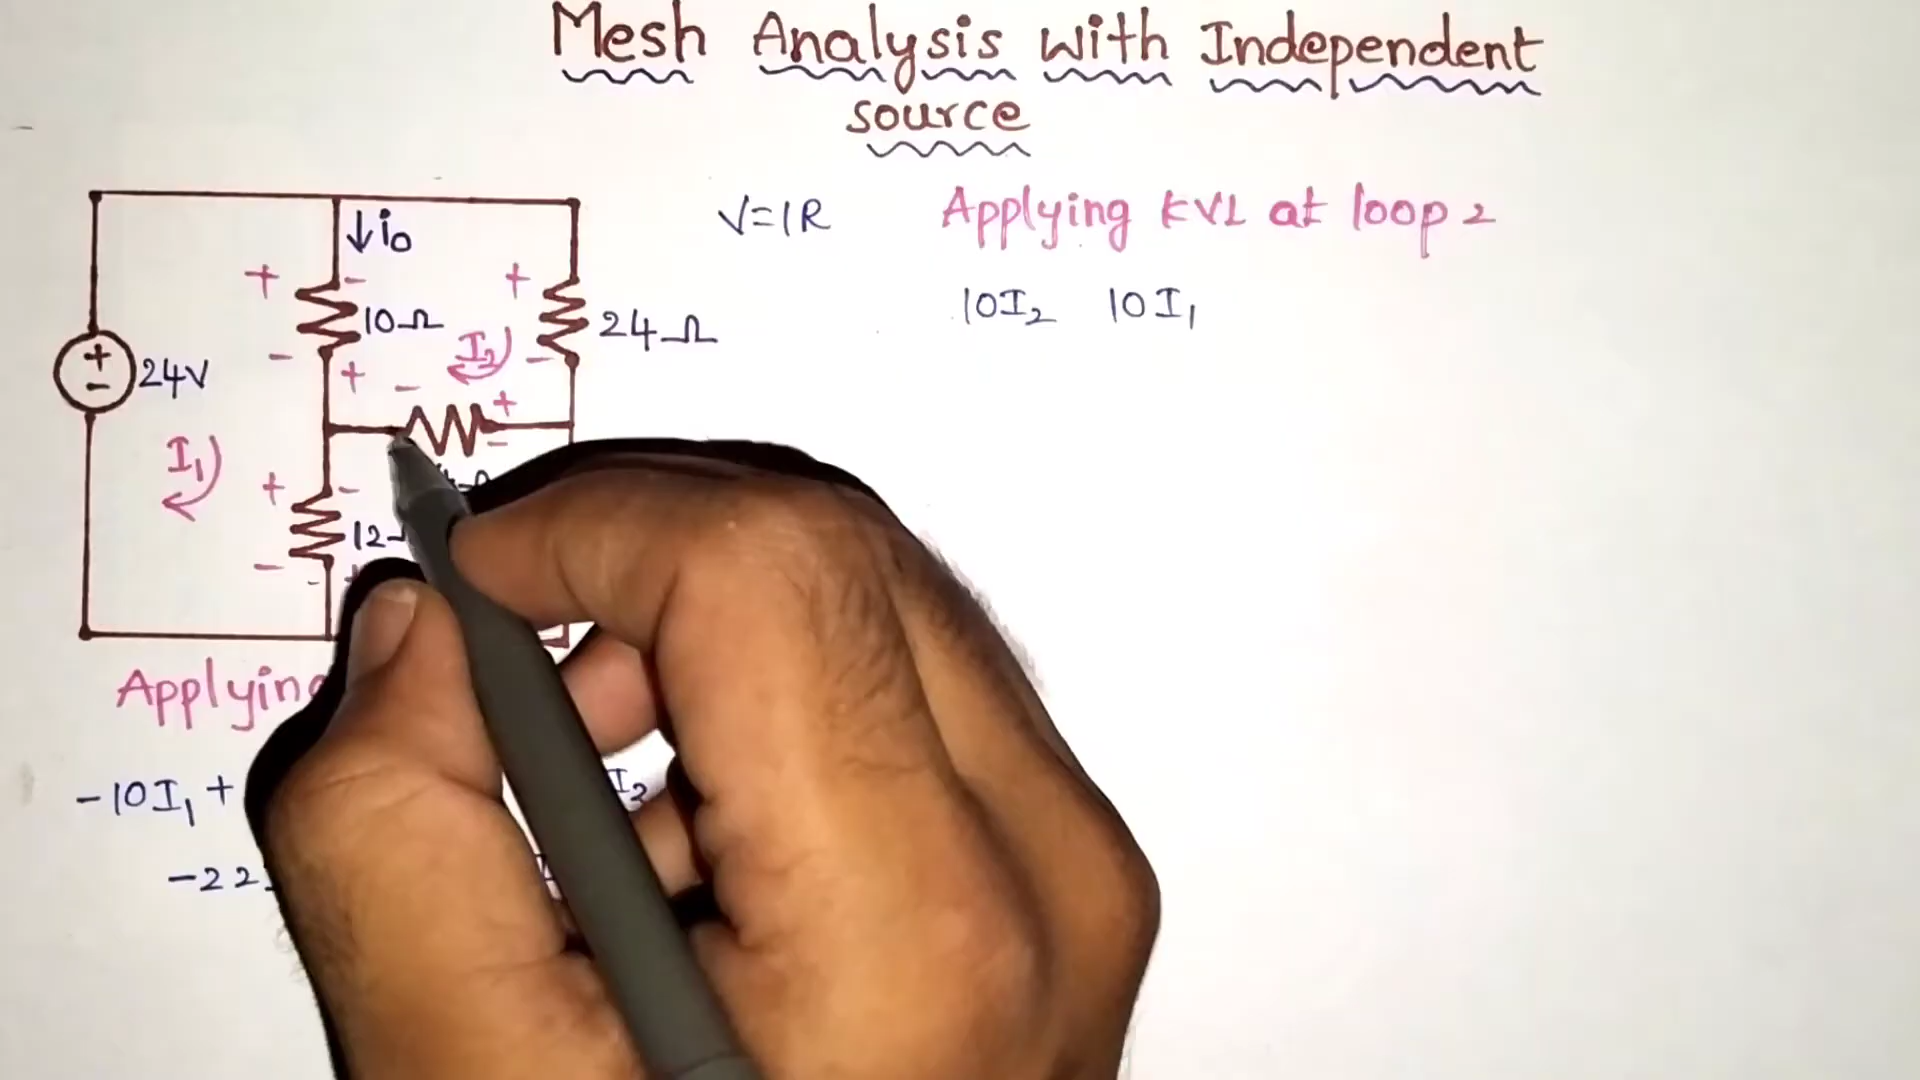 Mesh Analysis with Independent
source
↓ i0
V=IR
Applying KVL at loop 2
+ -
+
10Ω
24Ω
10I2 10I1
I2
+
-
24V
- + -
-
+
-
I1
+ -
12
-
Applying
-10I1 +
I2
-22